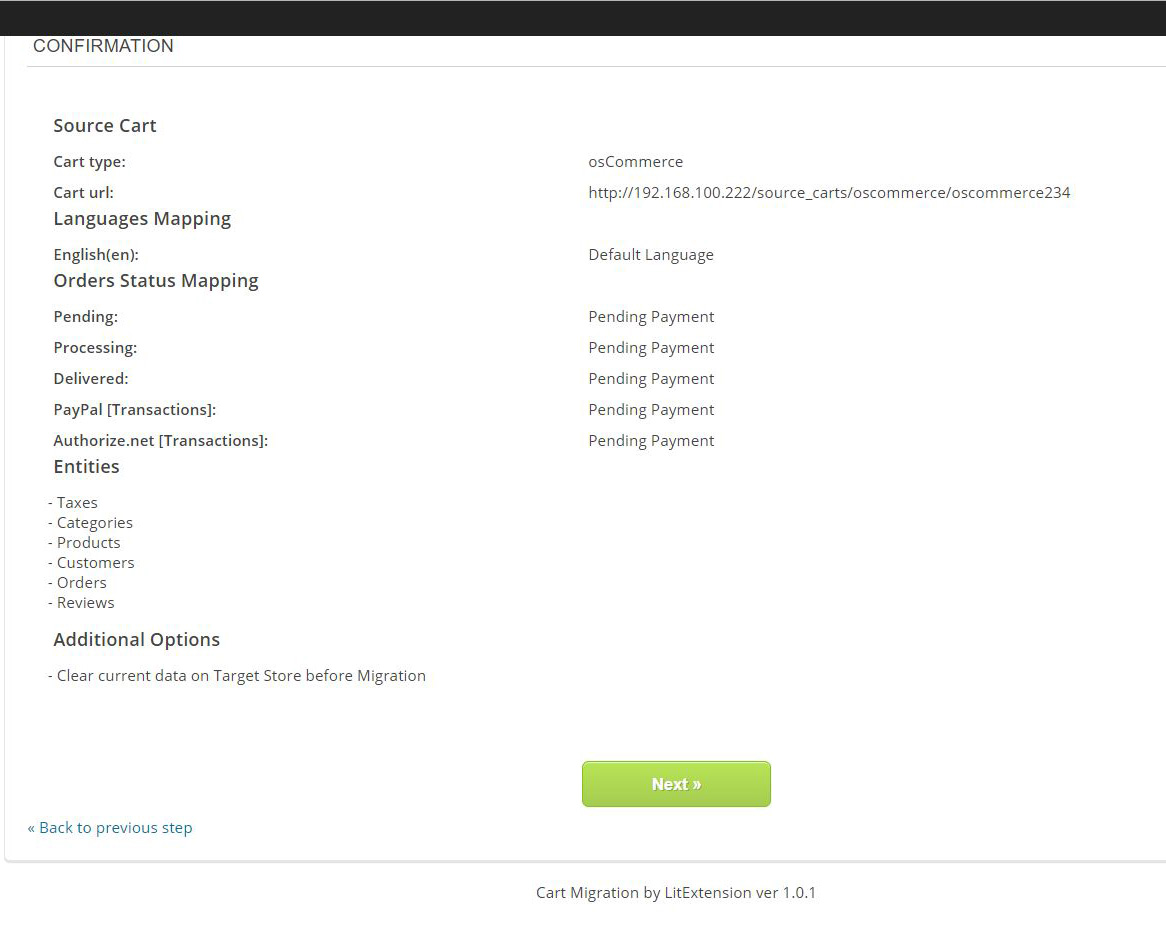 CONFIRMATION
Source Cart
Cart type: osCommerce
Cart url: http://192.168.100.222/source_carts/oscommerce/oscommerce234
Languages Mapping
English(en): Default Language
Orders Status Mapping
Pending: Pending Payment
Processing: Pending Payment
Delivered: Pending Payment
PayPal [Transactions]: Pending Payment
Authorize.net [Transactions]: Pending Payment
Entities
- Taxes
- Categories
- Products
- Customers
- Orders
- Reviews
Additional Options
- Clear current data on Target Store before Migration
Next »
« Back to previous step
Cart Migration by LitExtension ver 1.0.1